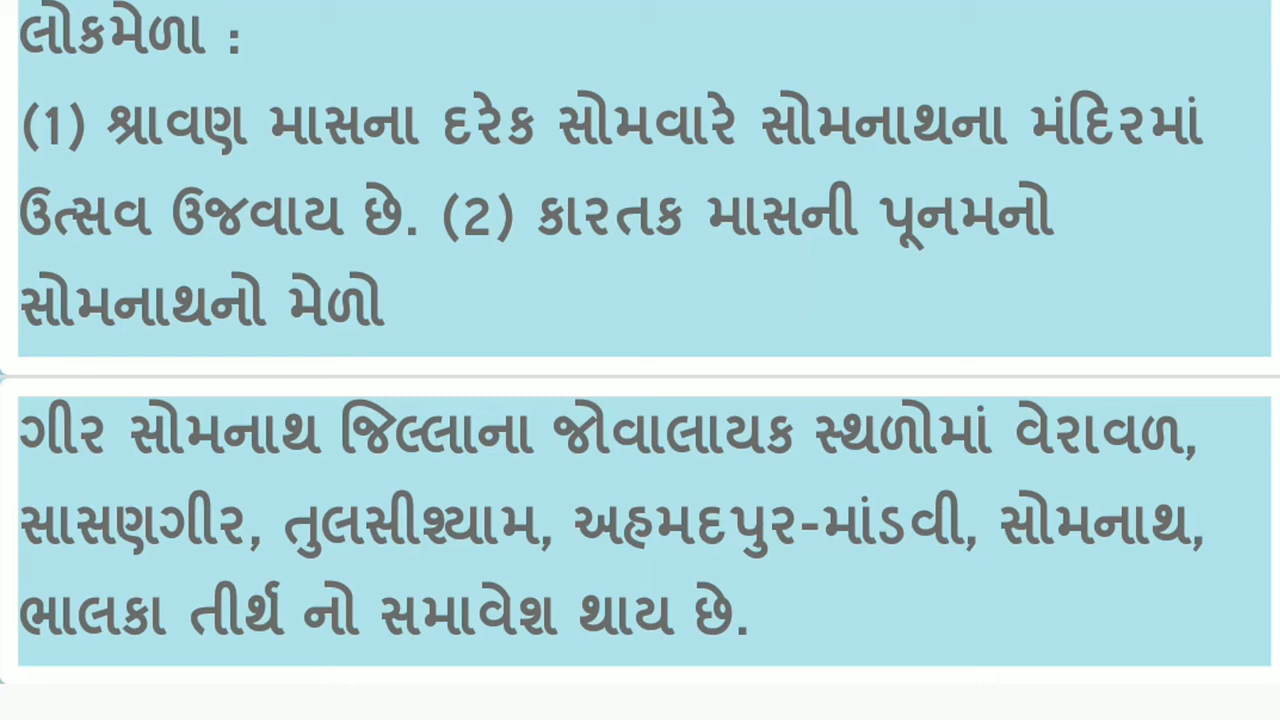 લોકમેળા :
(1) શ્રાવણ માસના દરેક સોમવારે સોમનાથના મંદિરમાં
ઉત્સવ ઉજવાય છે. (2) કારતક માસની પૂનમનો
સોમનાથનો મેળો
ગીર સોમનાથ જિલ્લાના જોવાલાયક સ્થળોમાં વેરાવળ,
સાસણગીર, તુલસીશ્યામ, અહમદપુર-માંડવી, સોમનાથ,
ભાલકા તીર્થ નો સમાવેશ થાય છે.